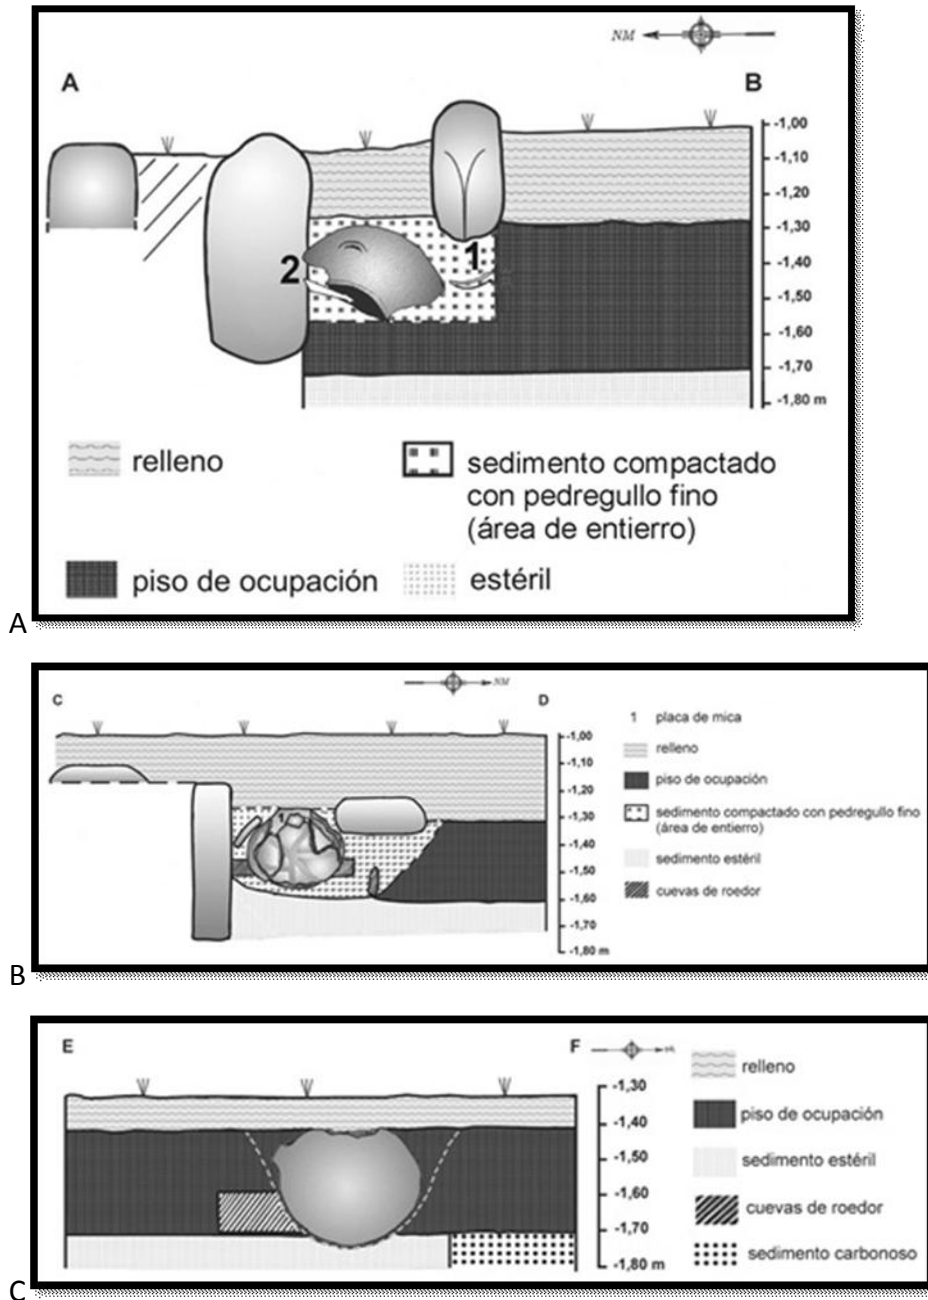 NM
A
B
-1,00
-1,10
-1,20
-1,30
-1,40
-1,50
-1,60
-1,70
-1,80 m
2
1
relleno
sedimento compactado
con pedregullo fino
(área de entierro)
piso de ocupación
estéril
A
NM
C
D
-1,00
-1,10
-1,20
-1,30
-1,40
-1,50
-1,60
-1,70
-1,80 m
1
1 placa de mica
relleno
piso de ocupación
sedimento compactado con pedregullo fino
(área de entierro)
sedimento estéril
cuevas de roedor
B
E
F
-1,30
-1,40
-1,50
-1,60
-1,70
-1,80 m
relleno
piso de ocupación
sedimento estéril
cuevas de roedor
sedimento carbonoso
C